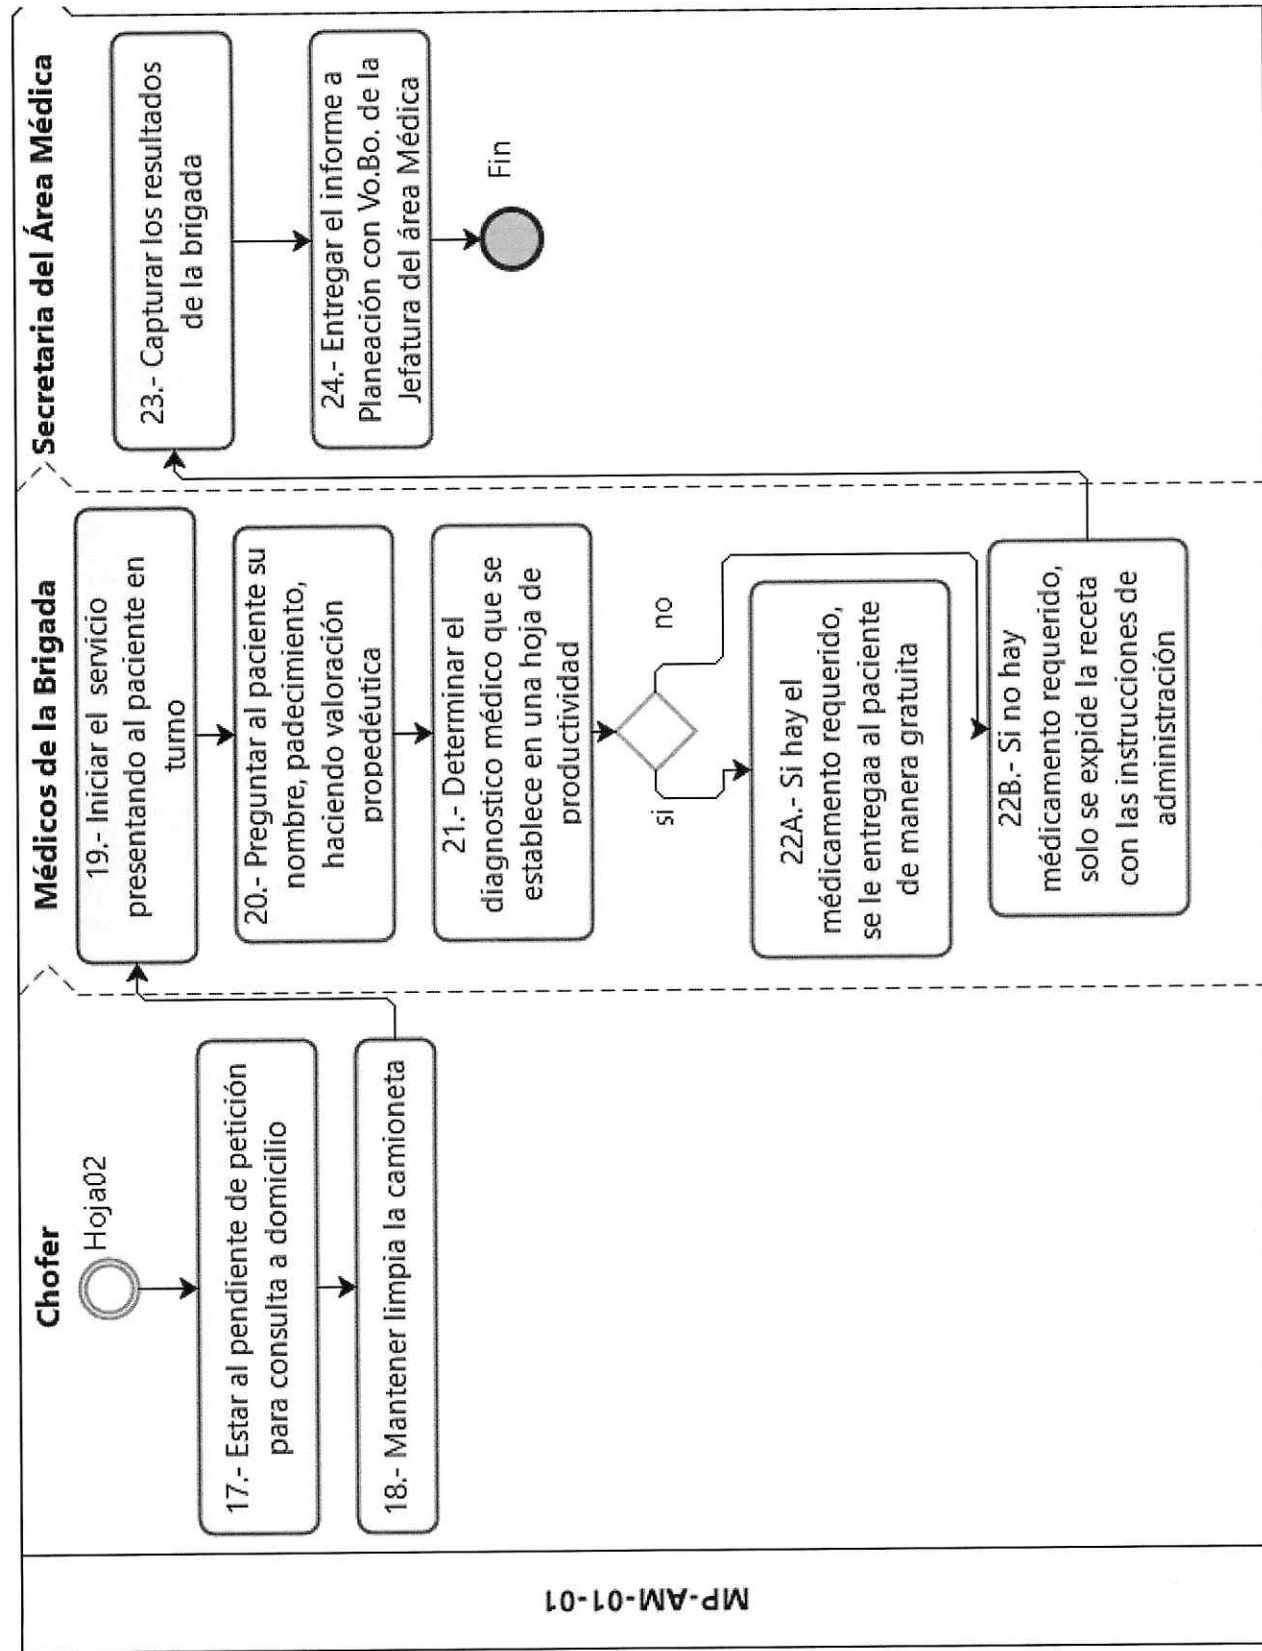 MP-AM-01-01
Chofer
Hoja02
17.- Estar al pendiente de petición
para consulta a domicilio
18.- Mantener limpia la camioneta
Médicos de la Brigada
19.- Iniciar el servicio
presentando al paciente en
turno
20.- Preguntar al paciente su
nombre, padecimiento,
haciendo valoración
propedéutica
21.- Determinar el
diagnostico médico que se
establece en una hoja de
productividad
si
no
22A.- Si hay el
médicamento requerido,
se le entregaa al paciente
de manera gratuita
22B.- Si no hay
médicamento requerido,
solo se expide la receta
con las instrucciones de
administración
Secretaria del Área Médica
23.- Capturar los resultados
de la brigada
24.- Entregar el informe a
Planeación con Vo.Bo. de la
Jefatura del área Médica
Fin